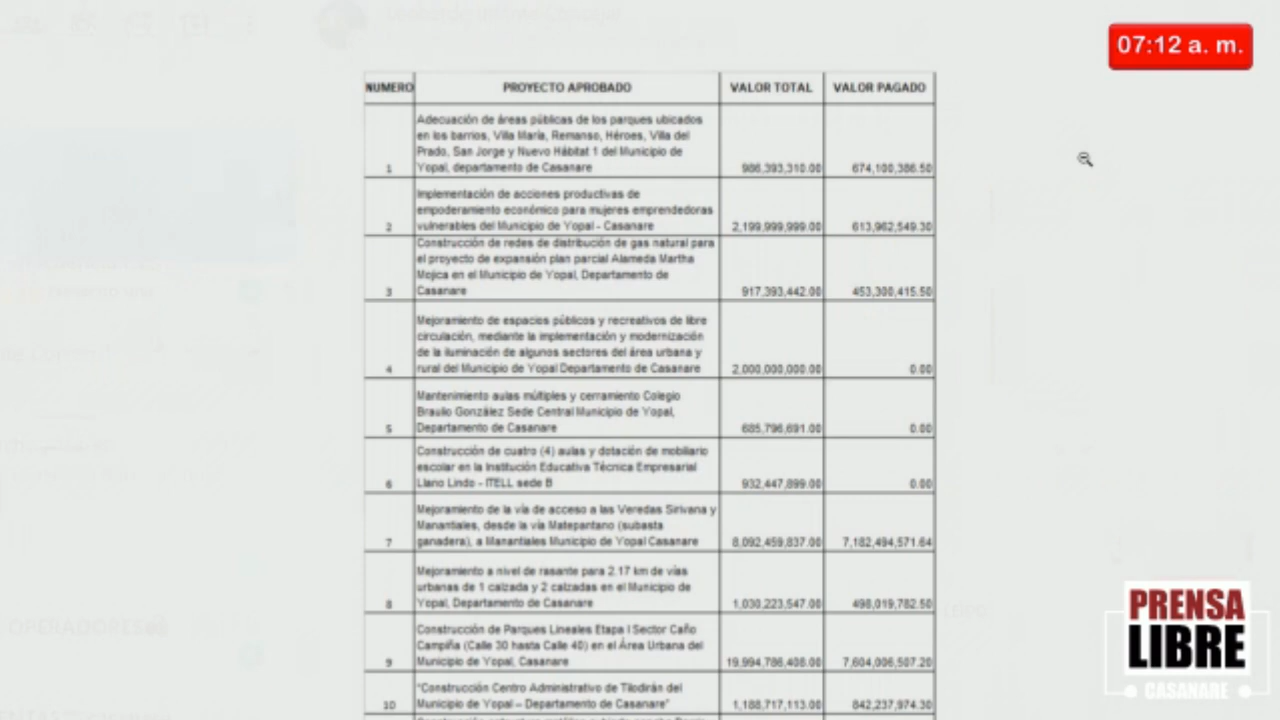 07:12 a. m.
NUMERO PROYECTO APROBADO VALOR TOTAL VALOR PAGADO
Adecuación de áreas públicas de los parques ubicados
en los barrios, Villa María, Remanso, Héroes, Villa del
Prado, San Jorge y Nuevo Hábitat 1 del Municipio de
1 Yopal, departamento de Casanare 986,393,310.00 674,100,386.50
Implementación de acciones productivas de
empoderamiento económico para mujeres emprendedoras
2 vulnerables del Municipio de Yopal - Casanare 2,199,999,999.00 613,962,549.30
Construcción de redes de distribución de gas natural para
el proyecto de expansión plan parcial Alameda Martha
Mojica en el Municipio de Yopal, Departamento de
3 Casanare 917,393,442.00 453,300,415.50
Mejoramiento de espacios públicos y recreativos de libre
circulación, mediante la implementación y modernización
de la iluminación de algunos sectores del área urbana y
4 rural del Municipio de Yopal Departamento de Casanare 2,000,000,000.00 0.00
Mantenimiento aulas múltiples y cerramiento Colegio
Braulio González Sede Central Municipio de Yopal,
5 Departamento de Casanare 685,796,691.00 0.00
Construcción de cuatro (4) aulas y dotación de mobiliario
escolar en la Institución Educativa Técnica Empresarial
6 Llano Lindo - ITELL sede B 932,447,899.00 0.00
Mejoramiento de la vía de acceso a las Veredas Sirivana y
Manantiales, desde la vía Matepantano (subasta
7 ganadera), a Manantiales Municipio de Yopal Casanare 8,092,459,837.00 7,182,494,571.64
Mejoramiento a nivel de rasante para 2.17 km de vías
urbanas de 1 calzada y 2 calzadas en el Municipio de
8 Yopal, Departamento de Casanare 1,030,223,547.00 498,019,782.50
Construcción de Parques Lineales Etapa I Sector Caño
Campiña (Calle 30 hasta Calle 40) en el Área Urbana del
9 Municipio de Yopal, Casanare 19,994,786,408.00 7,604,006,507.20
"Construcción Centro Administrativo de Tilodirán del
10 Municipio de Yopal – Departamento de Casanare" 1,188,717,113.00 842,237,974.30
PRENSA
LIBRE
CASANARE